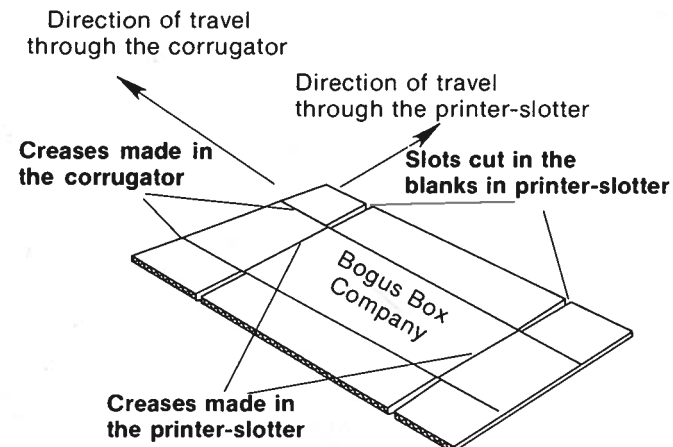 Direction of travel
through the corrugator
Direction of travel
through the printer-slotter
Creases made in
the corrugator
Slots cut in the
blanks in printer-slotter
Bogus Box
Company
Creases made in
the printer-slotter